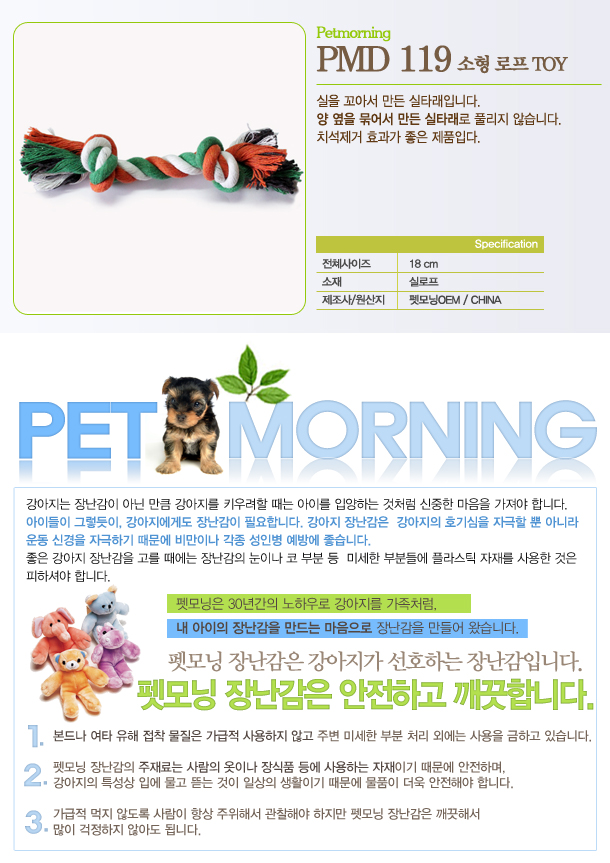 Petmorning
PMD 119 소형 로프 TOY
실을 꼬아서 만든 실타래입니다.
양 옆을 묶어서 만든 실타래로 풀리지 않습니다.
치석제거 효과가 좋은 제품입다.
Specification
전체사이즈 18 cm
소재 실로프
제조사/원산지 펫모닝OEM / CHINA
PET MORNING
강아지는 장난감이 아닌 만큼 강아지를 키우려할 때는 아이를 입양하는 것처럼 신중한 마음을 가져야 합니다.
아이들이 그렇듯이, 강아지에게도 장난감이 필요합니다. 강아지 장난감은 강아지의 호기심을 자극할 뿐 아니라
운동 신경을 자극하기 때문에 비만이나 각종 성인병 예방에 좋습니다.
좋은 강아지 장난감을 고를 때에는 장난감의 눈이나 코 부분 등 미세한 부분들에 플라스틱 자재를 사용한 것은
피하셔야 합니다.
펫모닝은 30년간의 노하우로 강아지를 가족처럼,
내 아이의 장난감을 만드는 마음으로 장난감을 만들어 왔습니다.
펫모닝 장난감은 강아지가 선호하는 장난감입니다.
펫모닝 장난감은 안전하고 깨끗합니다.
1. 본드나 여타 유해 접착 물질은 가급적 사용하지 않고 주변 미세한 부분 처리 외에는 사용을 금하고 있습니다.
2. 펫모닝 장난감의 주재료는 사람의 옷이나 장식품 등에 사용하는 자재이기 때문에 안전하며,
강아지의 특성상 입에 물고 뜯는 것이 일상의 생활이기 때문에 물품이 더욱 안전해야 합니다.
3. 가급적 먹지 않도록 사람이 항상 주위해서 관찰해야 하지만 펫모닝 장난감은 깨끗해서
많이 걱정하지 않아도 됩니다.